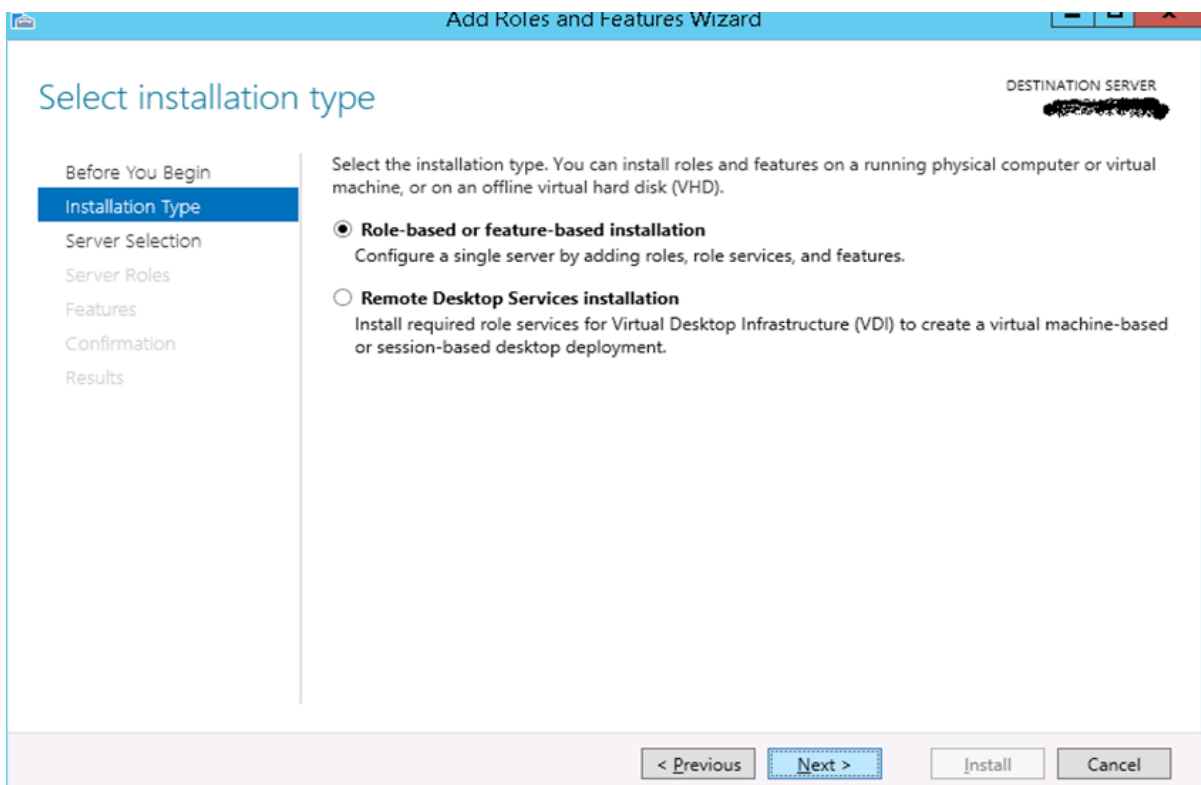 Add Roles and Features Wizard
Select installation type
DESTINATION SERVER
Before You Begin
Installation Type
Server Selection
Server Roles
Features
Confirmation
Results
Select the installation type. You can install roles and features on a running physical computer or virtual
machine, or on an offline virtual hard disk (VHD).
Role-based or feature-based installation
Configure a single server by adding roles, role services, and features.
Remote Desktop Services installation
Install required role services for Virtual Desktop Infrastructure (VDI) to create a virtual machine-based
or session-based desktop deployment.
< Previous Next > Install Cancel